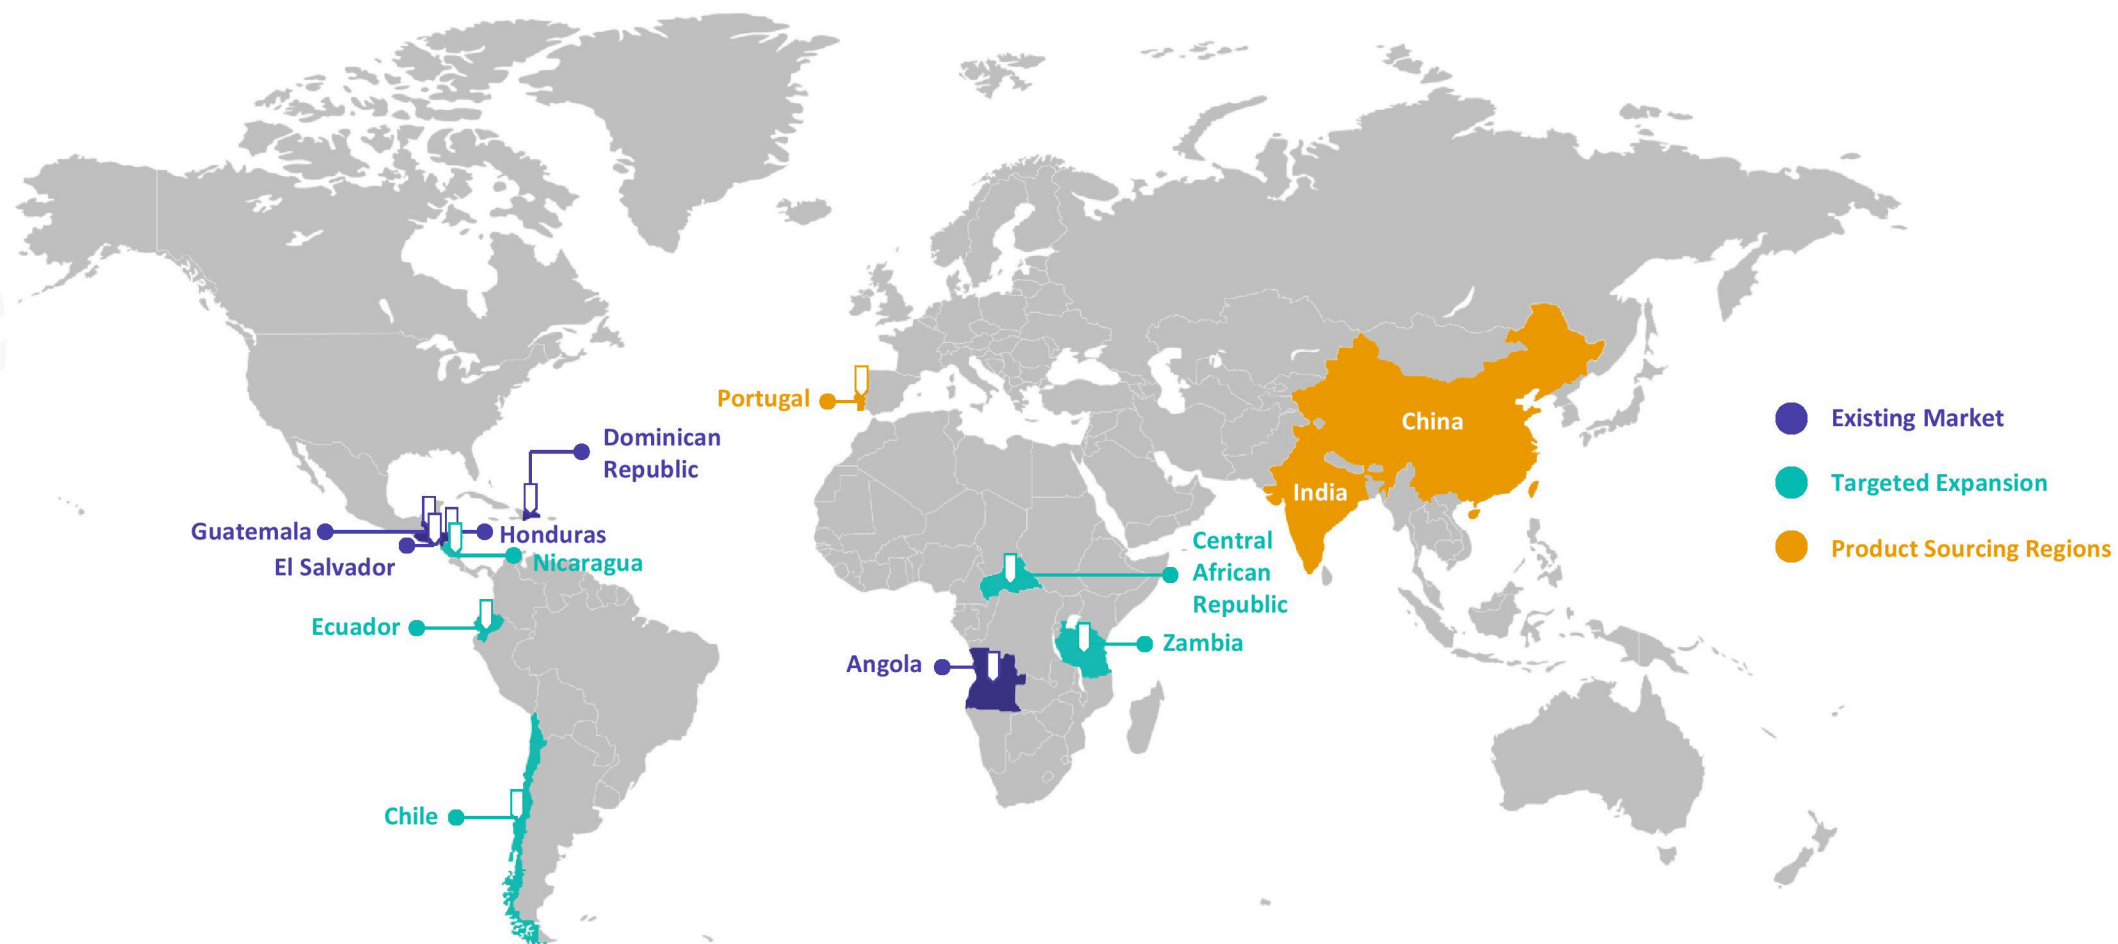 Portugal
China
Dominican
Republic
India
Guatemala
Honduras
El Salvador
Nicaragua
Central
African
Republic
Ecuador
Zambia
Angola
Chile
Existing Market
Targeted Expansion
Product Sourcing Regions